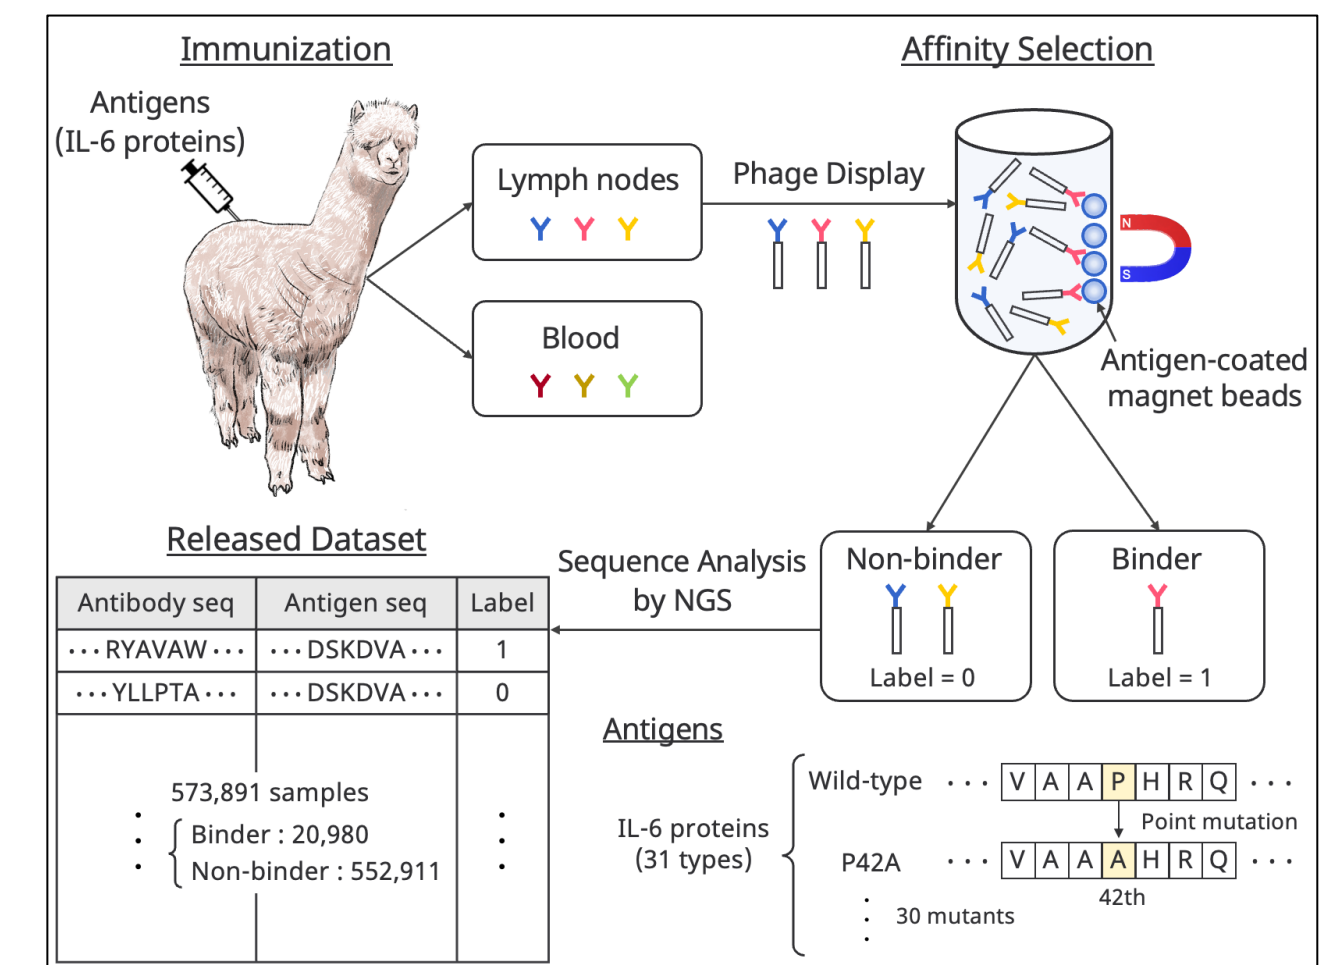 Immunization
Antigens
(IL-6 proteins)
Lymph nodes
Blood
Phage Display
Affinity Selection
N
S
Antigen-coated
magnet beads
Non-binder
Label = 0
Binder
Label = 1
Sequence Analysis
by NGS
Released Dataset
Antibody seq Antigen seq Label
···RYAVAW··· ···DSKDVA··· 1
···YLLPTA··· ···DSKDVA··· 0
573,891 samples
Binder : 20,980
Non-binder : 552,911
Antigens
IL-6 proteins
(31 types)
Wild-type ··· V A A P H R Q ···
Point mutation
P42A ··· V A A A H R Q ···
42th
30 mutants